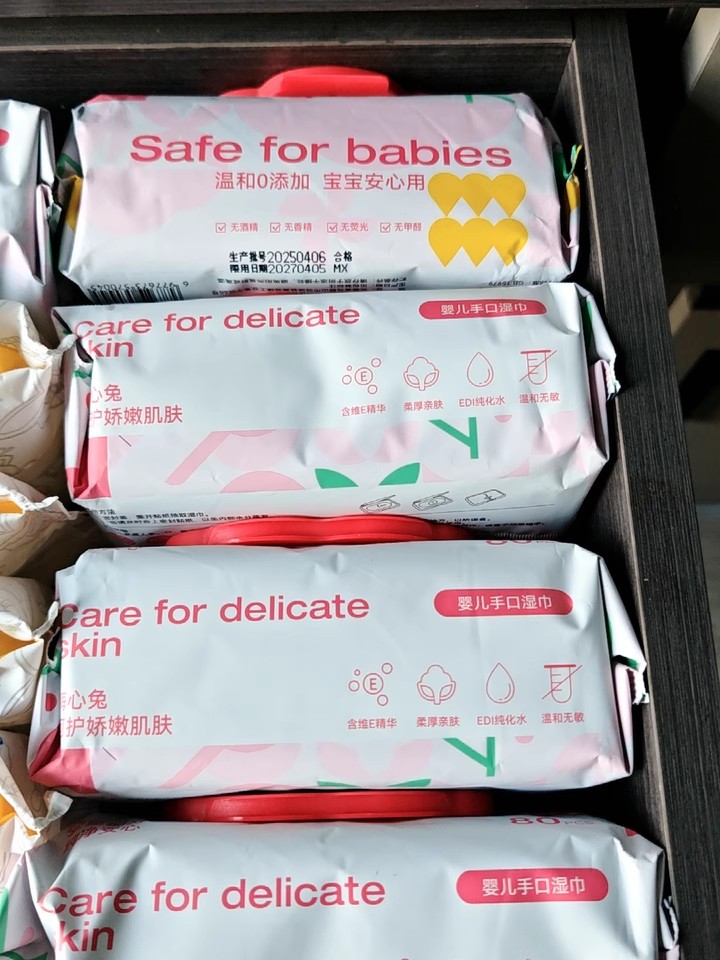 Safe for babies
温和0添加 宝宝安心用
无酒精 无香精 无荧光 无甲醛
生产批号20250406 合格
限用日期20270405 MX
Care for delicate
kin
婴儿手口湿巾
心兔
护娇嫩肌肤
E
含维E精华 柔厚亲肤 EDI纯化水 温和无敏
Care for delicate
skin
婴儿手口湿巾
心兔
护娇嫩肌肤
E
含维E精华 柔厚亲肤 EDI纯化水 温和无敏
80
Care for delicate
kin
婴儿手口湿巾